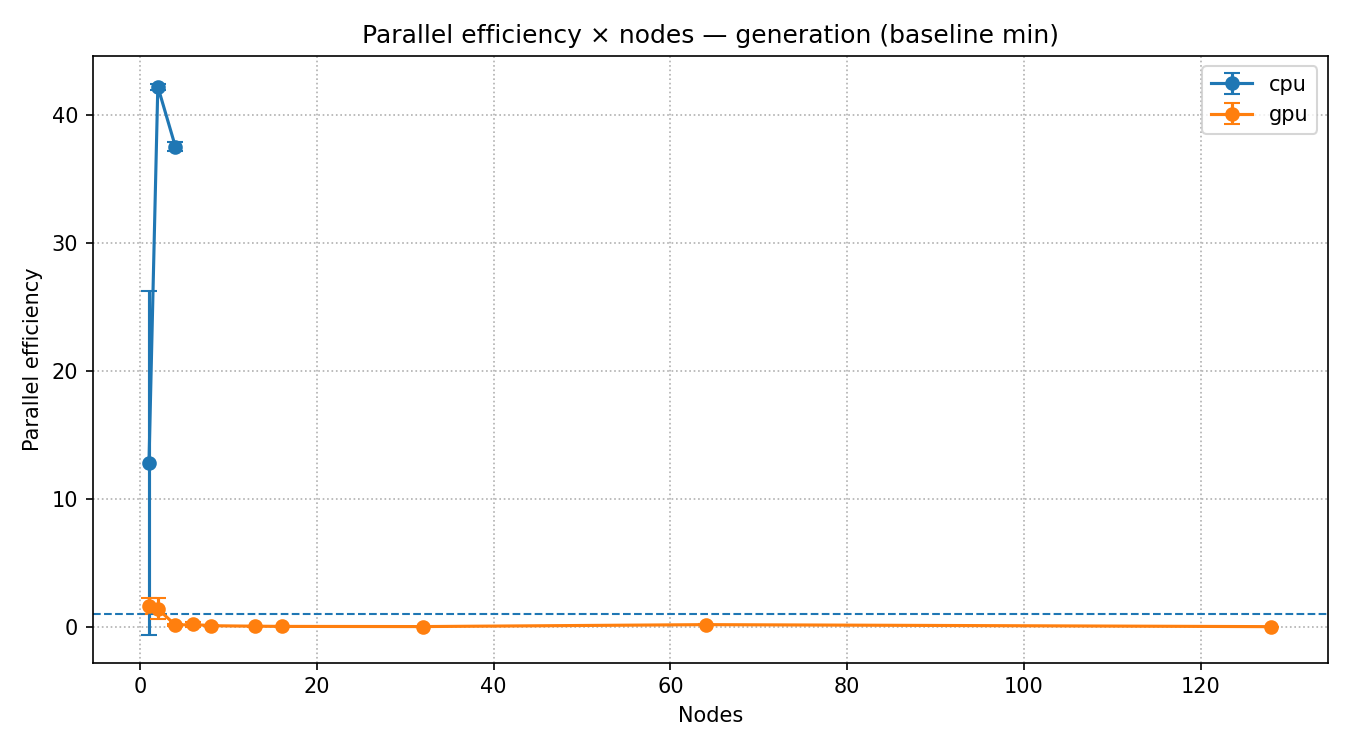 Parallel efficiency × nodes — generation (baseline min)
cpu
gpu
Parallel efficiency
40
30
20
10
0
0 20 40 60 80 100 120
Nodes